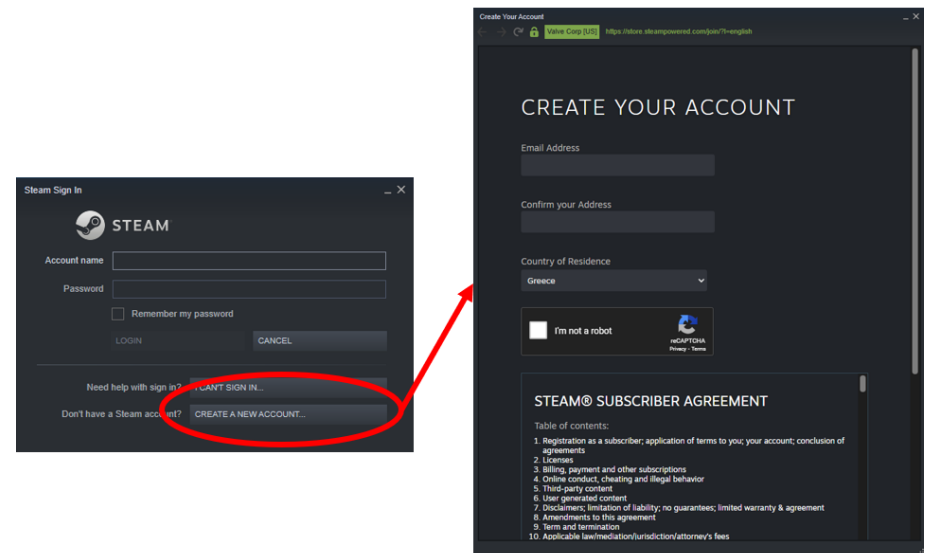 Steam Sign In
STEAM
Account name
Password
Remember my password
LOGIN
CANCEL
Need help with sign in?
I CAN'T SIGN IN...
Don't have a Steam account?
CREATE A NEW ACCOUNT...
Create Your Account
Valve Corp [US]
https://store.steampowered.com/join/?l=english
CREATE YOUR ACCOUNT
Email Address
Confirm your Address
Country of Residence
Greece
I'm not a robot
reCAPTCHA
Privacy - Terms
STEAM® SUBSCRIBER AGREEMENT
Table of contents:
1. Registration as a subscriber; application of terms to you; your account; conclusion of
agreements
2. Licenses
3. Billing, payment and other subscriptions
4. Online conduct, cheating and illegal behavior
5. Third-party content
6. User generated content
7. Disclaimers; limitation of liability; no guarantees; limited warranty & agreement
8. Amendments to this agreement
9. Term and termination
10. Applicable law/mediation/jurisdiction/attorney's fees